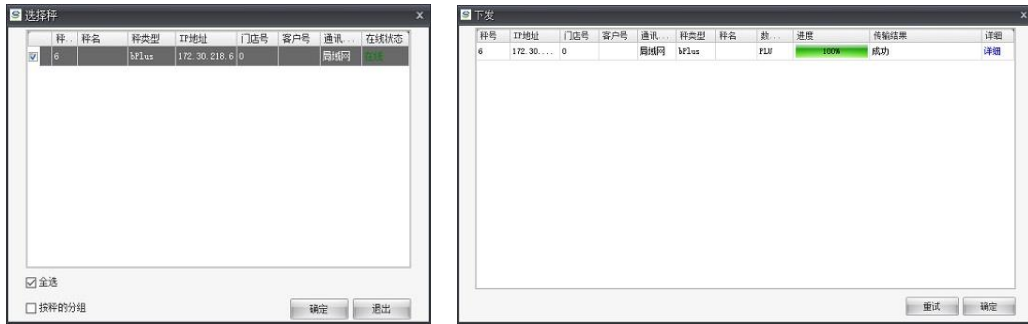 选择秤
秤.. 秤名 秤类型 IP地址 门店号 客户号 通讯... 在线状态
6 bPlus 172.30.218.6 0 局域网 在线
全选
按秤的分组
确定 退出
下发
秤号 IP地址 门店号 客户号 通讯... 秤类型 秤名 数... 进度 传输结果 详细
6 172.30.... 0 局域网 bPlus PLU 100% 成功 详细
重试 确定